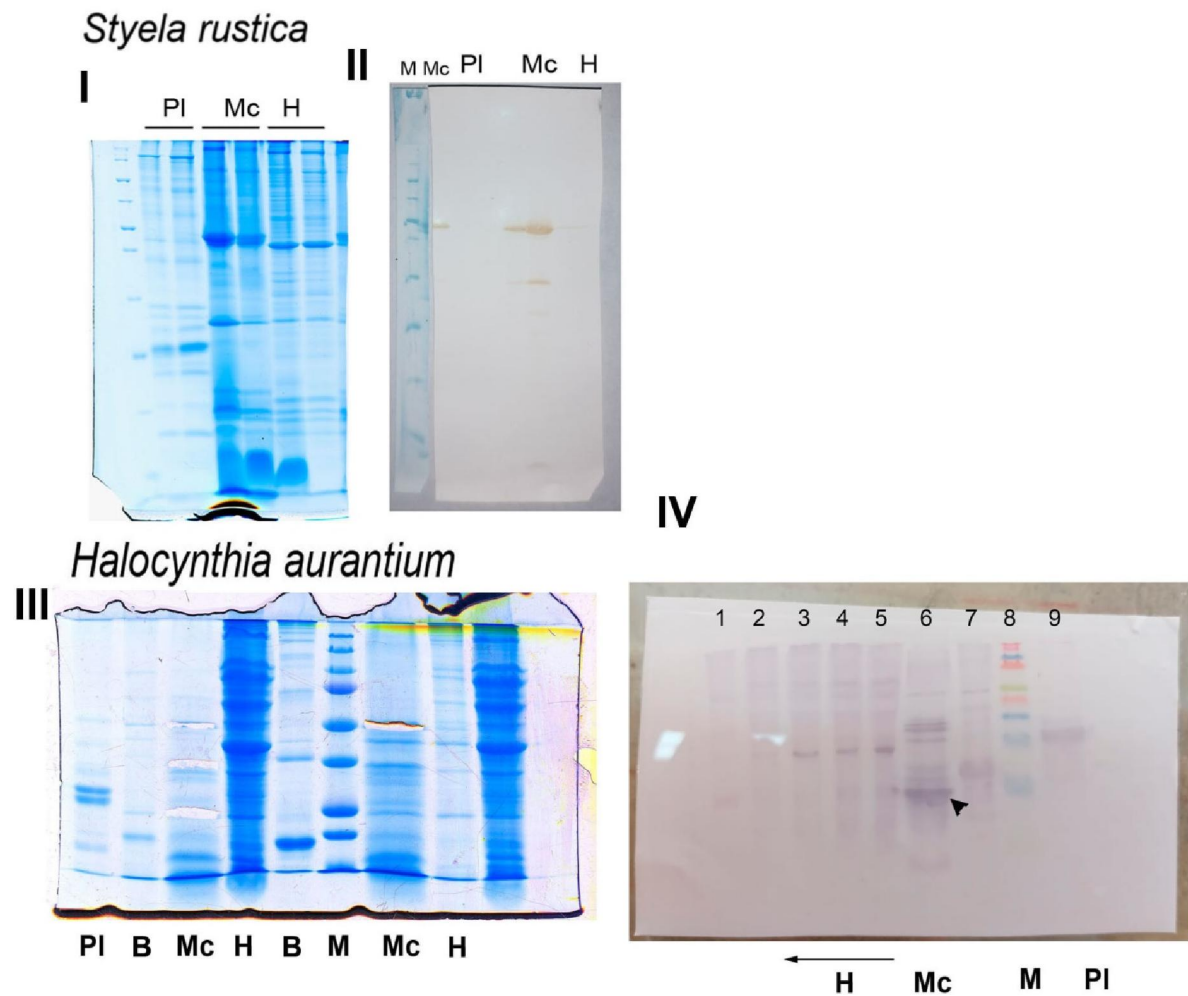 Styela rustica
I
II
Pl Mc H
M Mc Pl Mc H
IV
Halocynthia aurantium
III
1 2 3 4 5 6 7 8 9
Pl B Mc H B M Mc H
H Mc M Pl